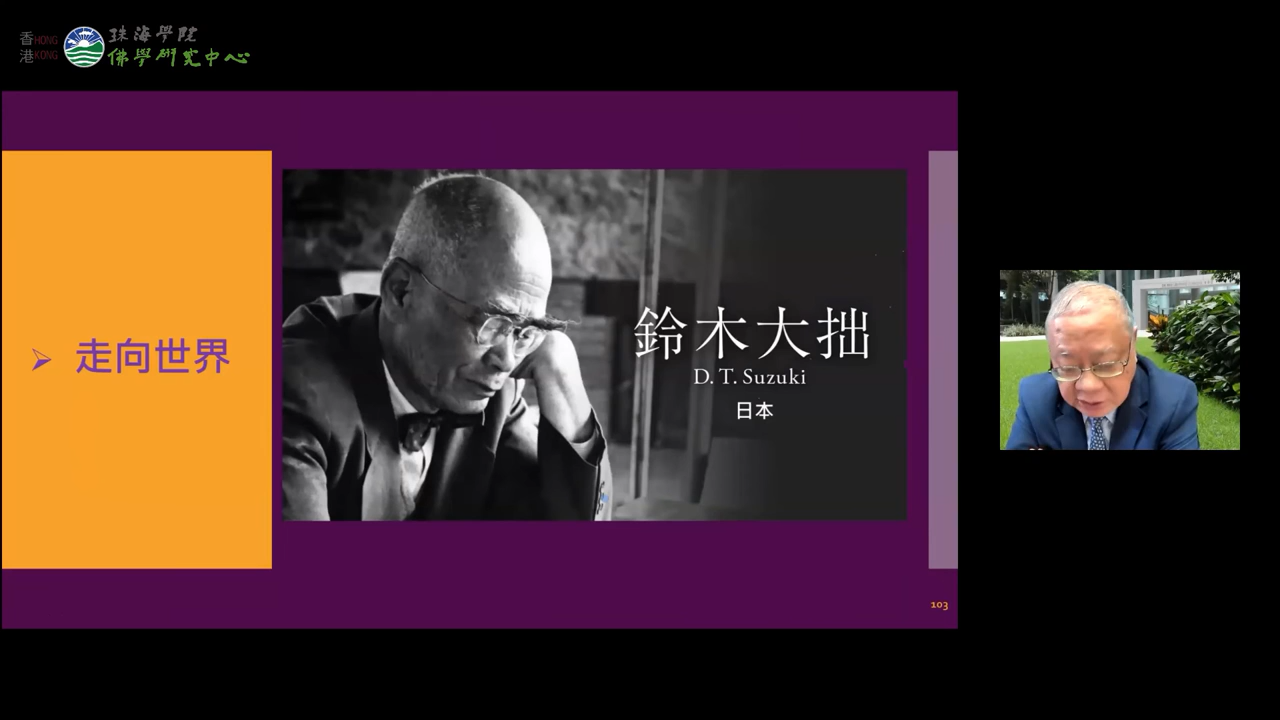 香 HONG
港 KONG
珠海學院
佛學研究中心
➢ 走向世界
鈴木大拙
D. T. Suzuki
日本
103